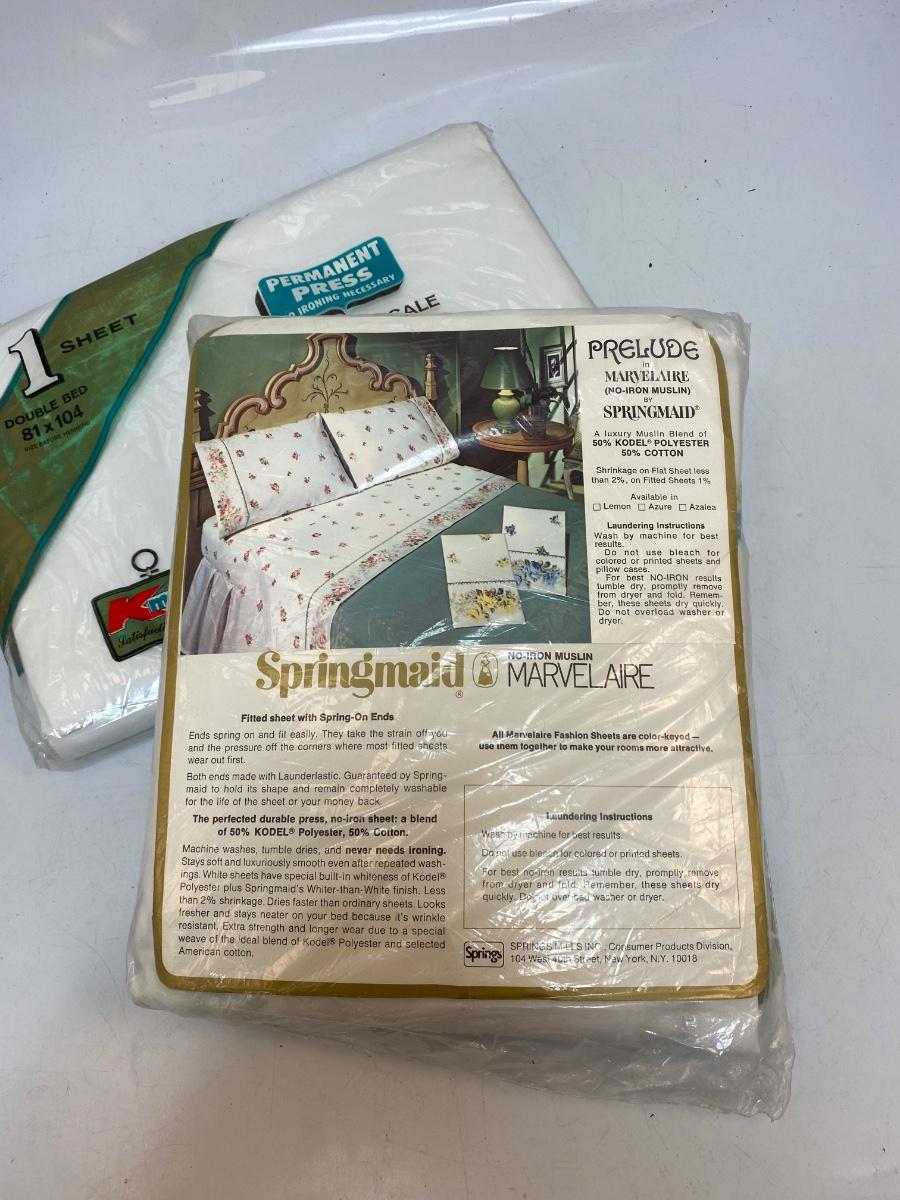 1 SHEET
DOUBLE BED
81 x 104
SIZE BEFORE HEMMING
PERMANENT
PRESS
IRONING NECESSARY
K
Satisfact
PRELUDE
in
MARVELAIRE
(NO-IRON MUSLIN)
BY
SPRINGMAID®
A luxury Muslin Blend of
50% KODEL® POLYESTER
50% COTTON
Shrinkage on Flat Sheet less
than 2%, on Fitted Sheets 1%
Available in
☐ Lemon ☐ Azure ☐ Azalea
Laundering Instructions
Wash by machine for best
results.
Do not use bleach for
colored or printed sheets and
pillow cases.
For best NO-IRON results
tumble dry, promptly remove
from dryer and fold. Remem-
ber, these sheets dry quickly.
Do not overload washer or
dryer.
Springmaid®
NO-IRON MUSLIN
MARVELAIRE
Fitted sheet with Spring-On Ends
Ends spring on and fit easily. They take the strain off you
and the pressure off the corners where most fitted sheets
wear out first.
Both ends made with Launderlastic. Guaranteed by Spring-
maid to hold its shape and remain completely washable
for the life of the sheet or your money back.
The perfected durable press, no-iron sheet: a blend
of 50% KODEL® Polyester, 50% Cotton.
Machine washes, tumble dries, and never needs ironing.
Stays soft and luxuriously smooth even after repeated wash-
ings. White sheets have special built-in whiteness of Kodel®
Polyester plus Springmaid's Whiter-than-White finish. Less
than 2% shrinkage. Dries faster than ordinary sheets. Looks
fresher and stays neater on your bed because it's wrinkle
resistant. Extra strength and longer wear due to a special
weave of the ideal blend of Kodel® Polyester and selected
American cotton.
All Marvelaire Fashion Sheets are color-keyed —
use them together to make your rooms more attractive.
Laundering Instructions
Wash by machine for best results.
Do not use bleach for colored or printed sheets.
For best no-iron results tumble dry, promptly remove
from dryer and fold. Remember, these sheets dry
quickly. Do not overload washer or dryer.
Springs
SPRINGS MILLS INC., Consumer Products Division,
104 West 40th Street, New York, N.Y. 10018